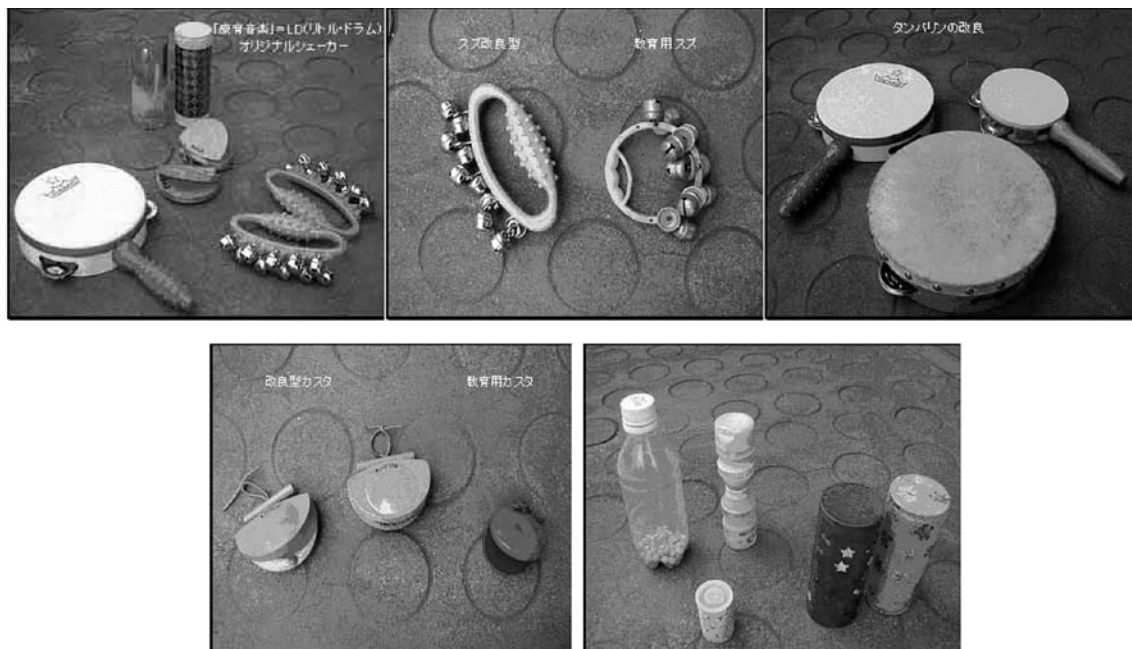 「療育音楽」=LD(リトル・ドラム)
オリジナルシェーカー
スズ改良型
教育用スズ
タンバリンの改良
改良型カスタ
教育用カスタ